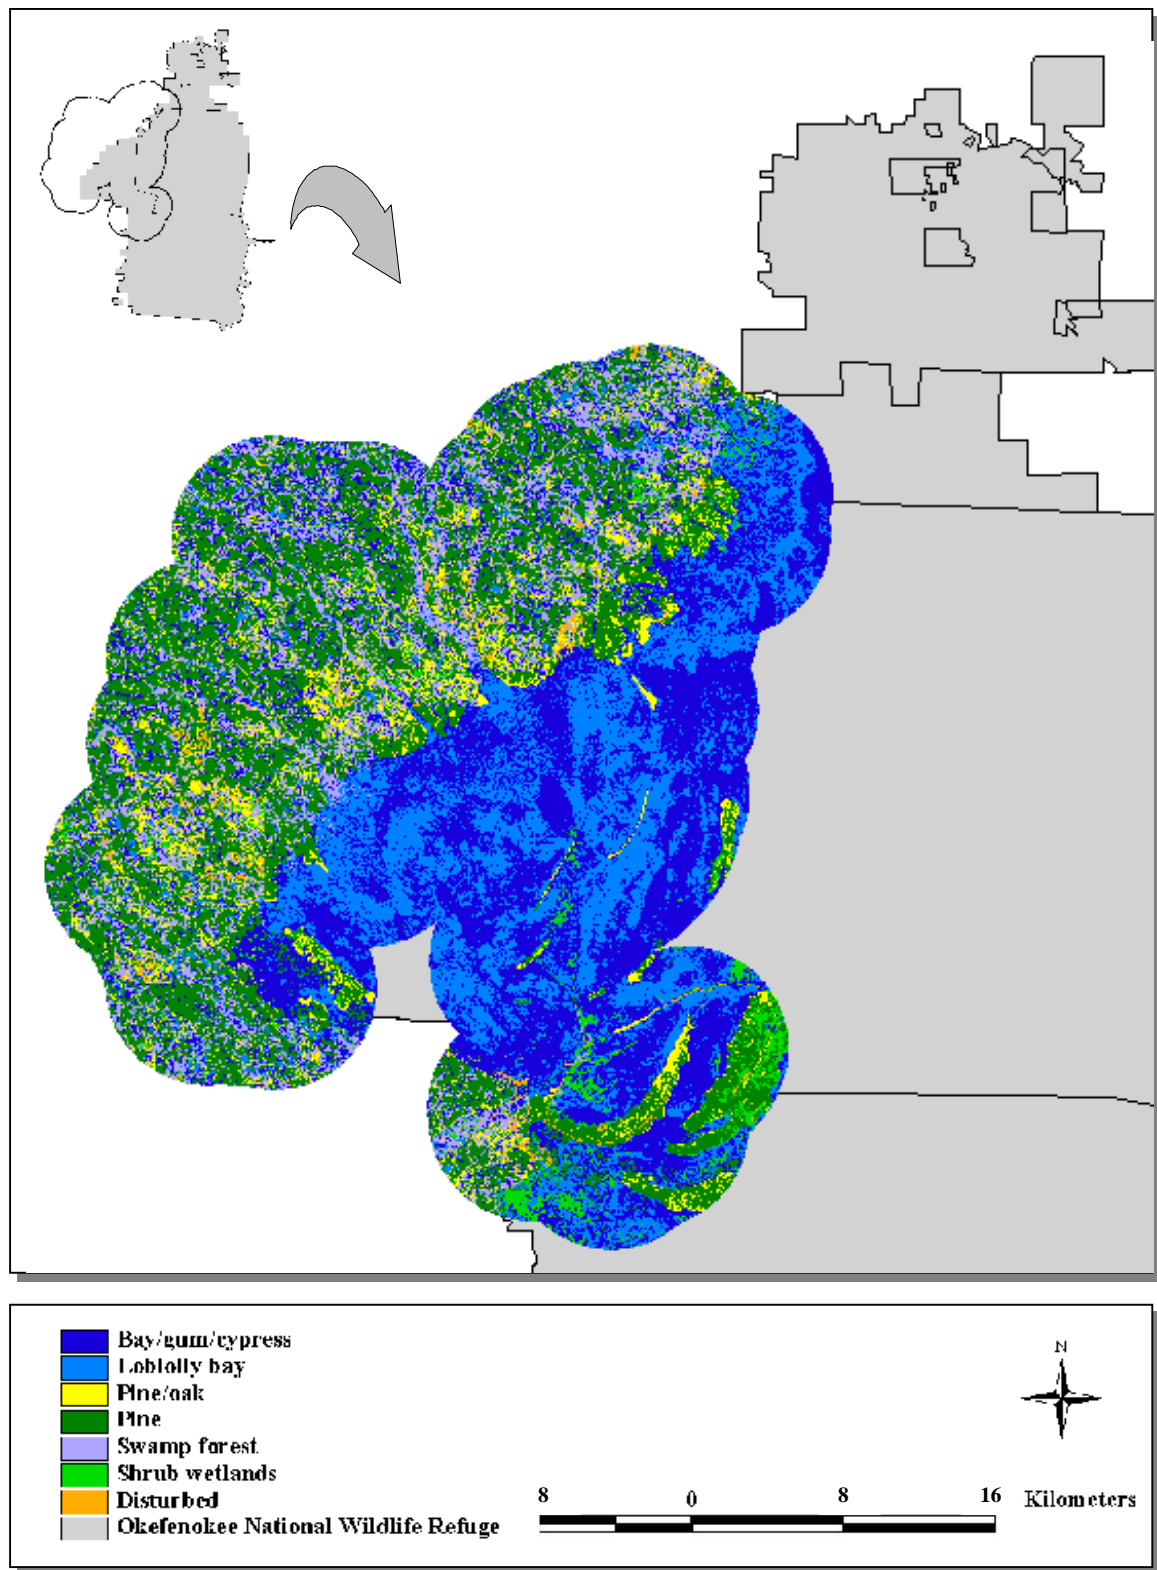 Bay/gum/cypress
Loblolly bay
Pine/oak
Pine
Swamp forest
Shrub wetlands
Disturbed
Okefenokee National Wildlife Refuge
N
8 0 8 16 Kilometers